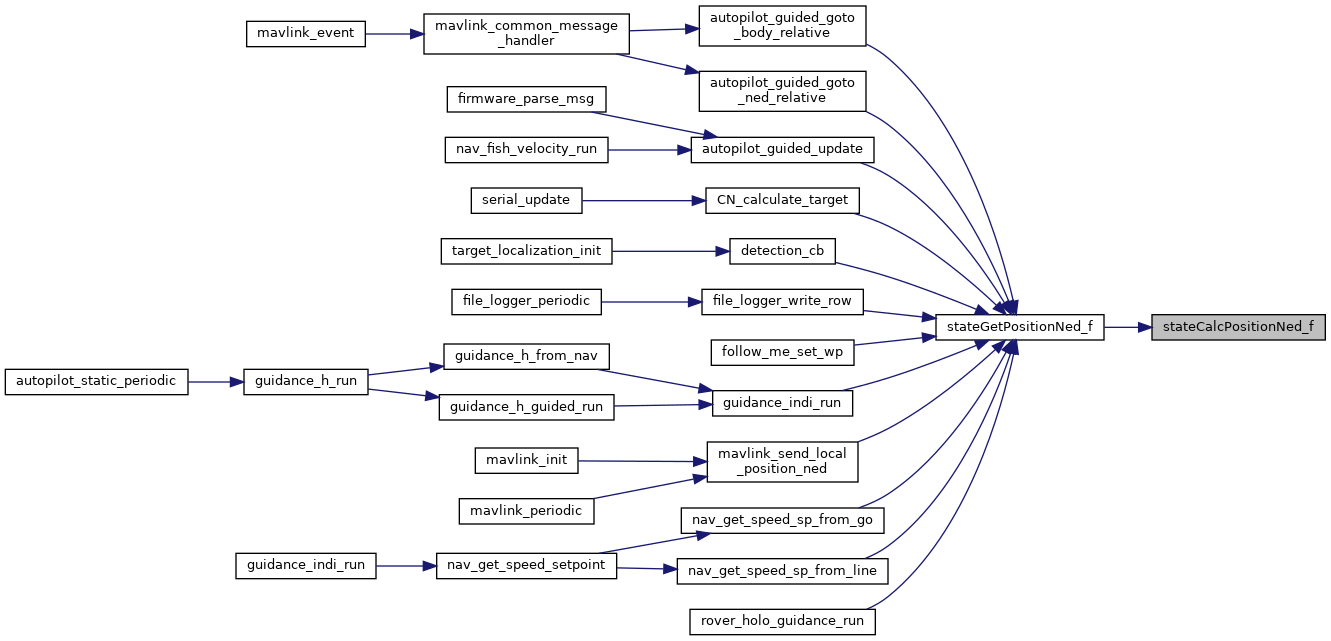 autopilot_guided_goto
_body_relative
mavlink_common_message
_handler
mavlink_event
autopilot_guided_goto
_ned_relative
firmware_parse_msg
autopilot_guided_update
nav_fish_velocity_run
serial_update
CN_calculate_target
target_localization_init
detection_cb
file_logger_periodic
file_logger_write_row
stateGetPositionNed_f
stateCalcPositionNed_f
follow_me_set_wp
guidance_h_from_nav
autopilot_static_periodic
guidance_h_run
guidance_h_guided_run
guidance_indi_run
mavlink_init
mavlink_send_local
_position_ned
mavlink_periodic
nav_get_speed_sp_from_go
guidance_indi_run
nav_get_speed_setpoint
nav_get_speed_sp_from_line
rover_holo_guidance_run